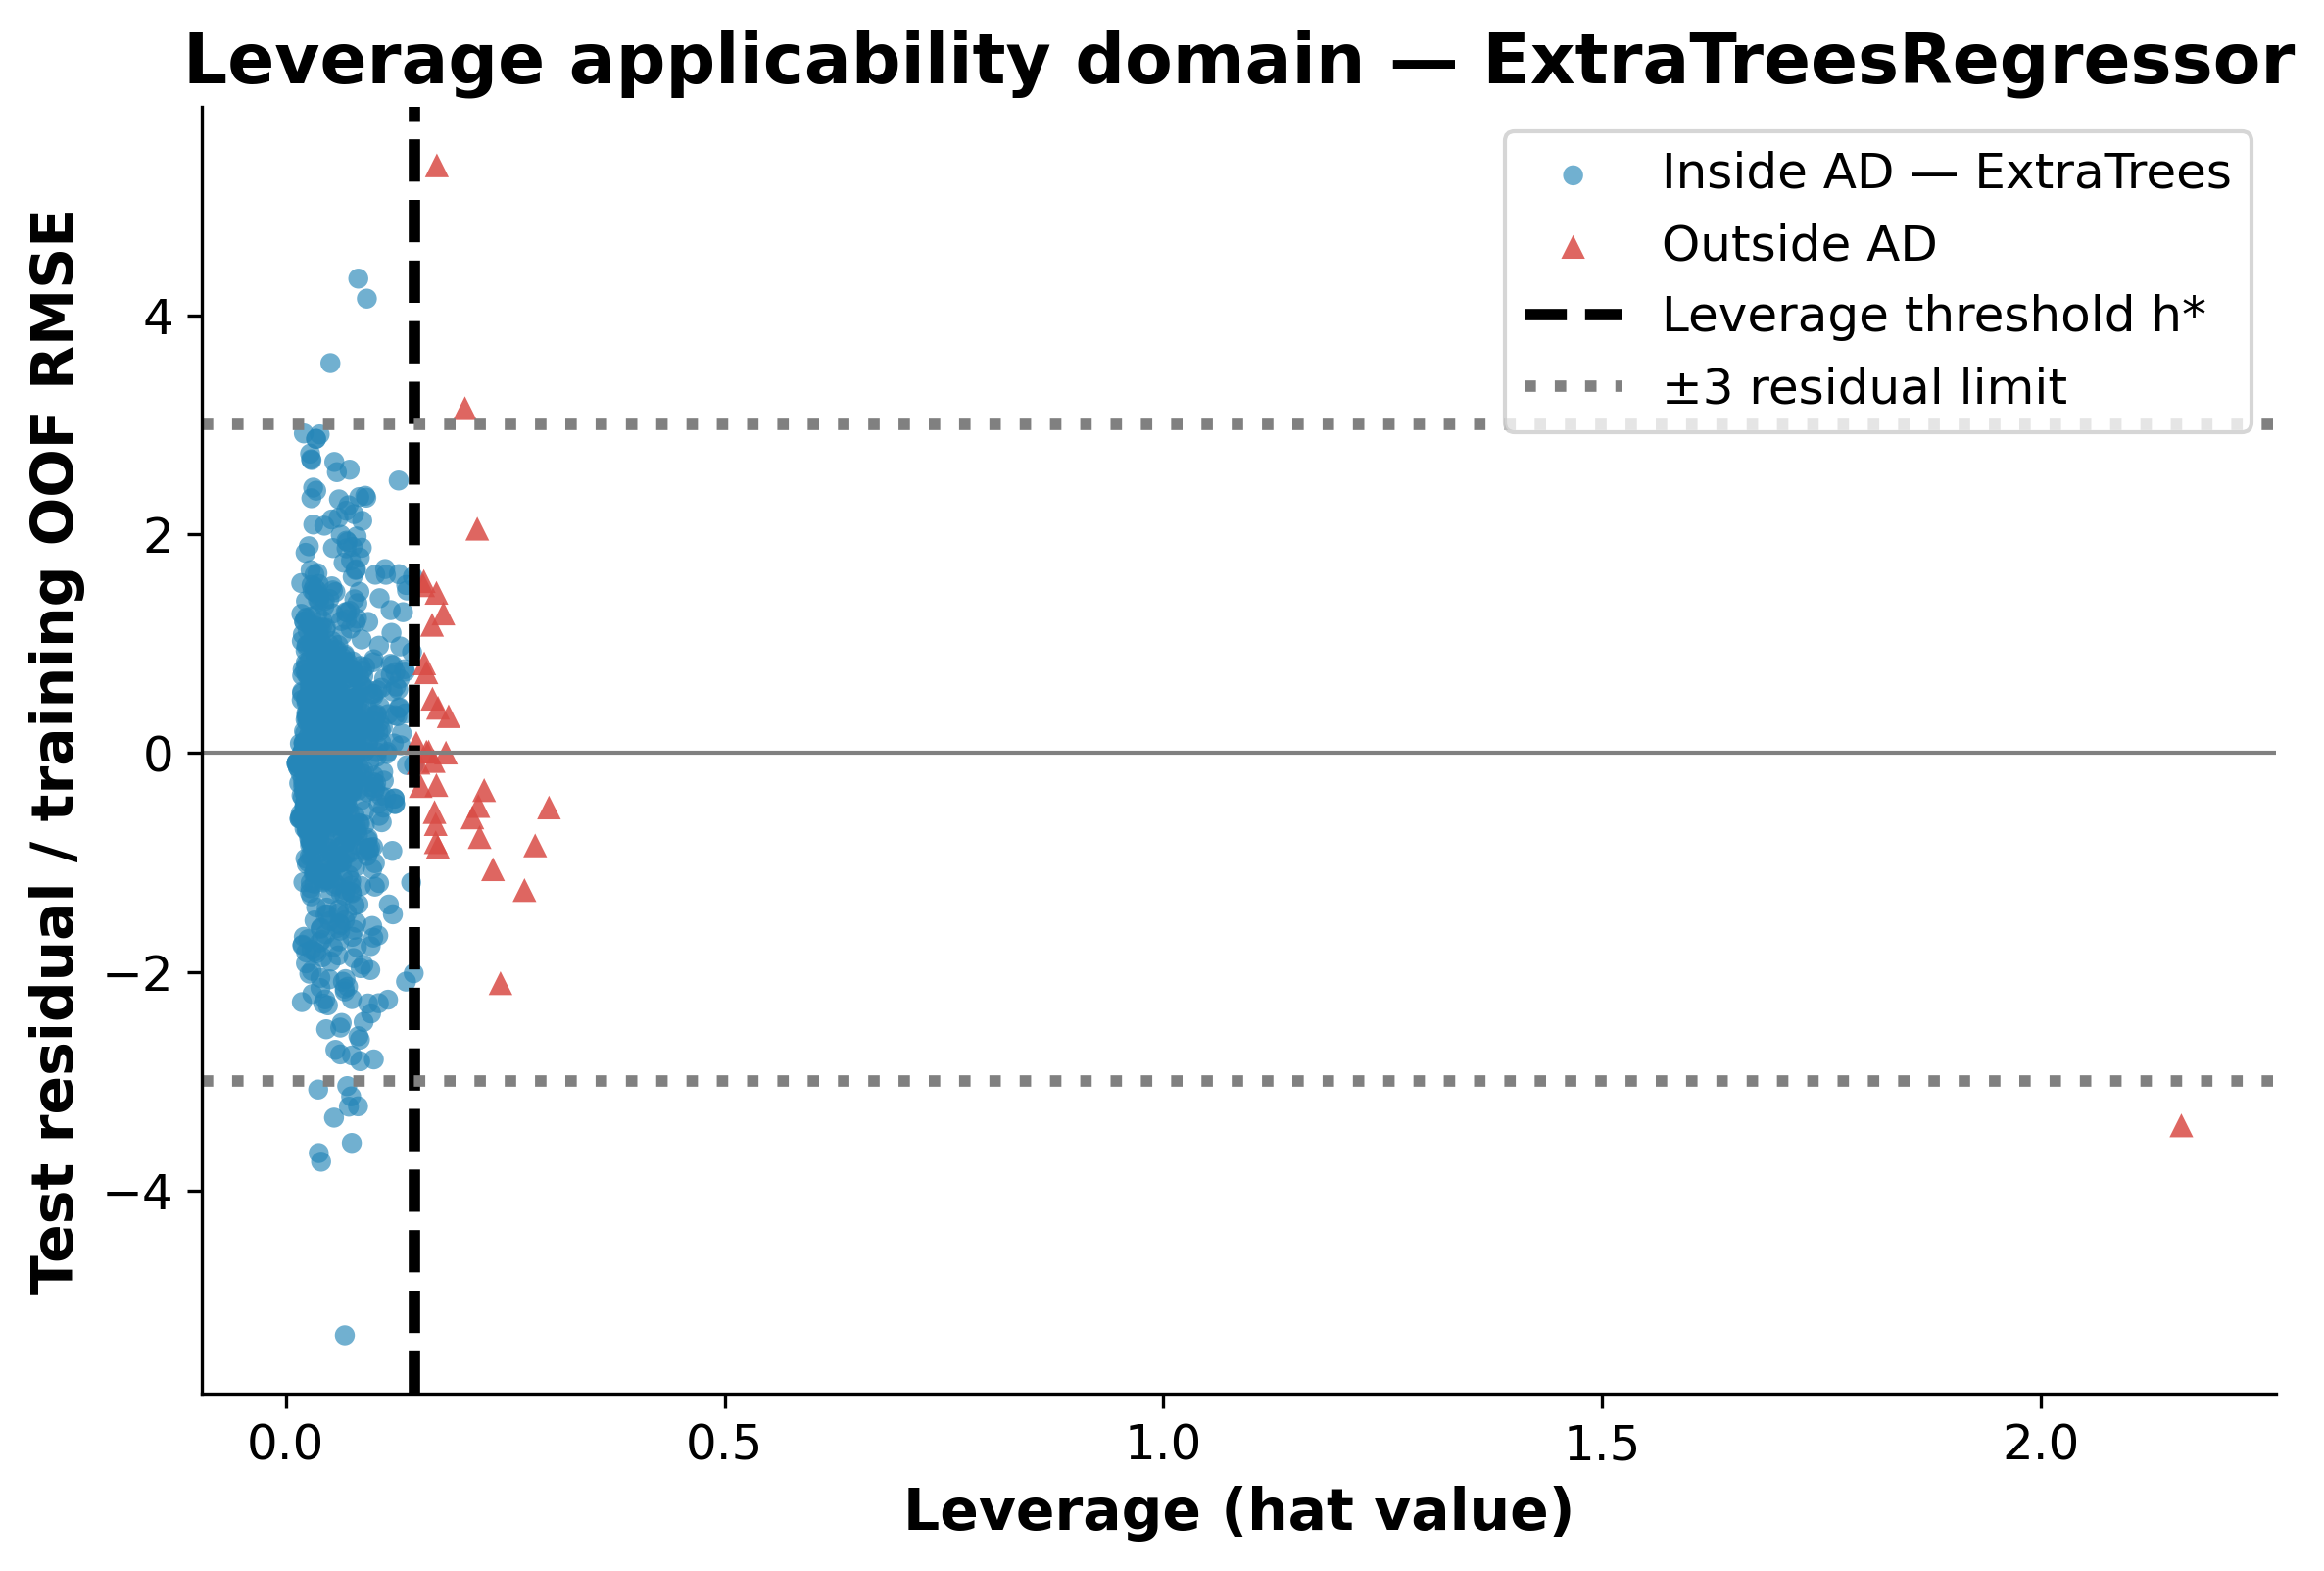 Leverage applicability domain — ExtraTreesRegressor
Inside AD — ExtraTrees
Outside AD
Leverage threshold h*
±3 residual limit
Test residual / training OOF RMSE
4
2
0
−2
−4
0.0 0.5 1.0 1.5 2.0
Leverage (hat value)